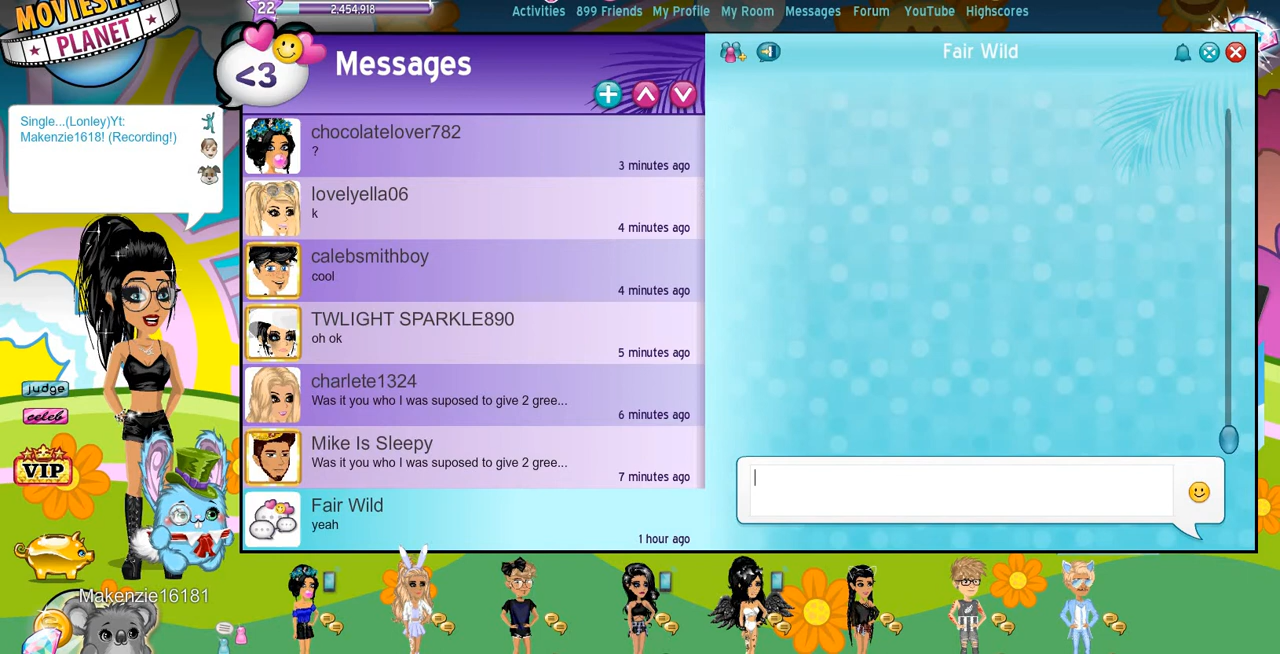 MOVIESTAR
PLANET
22
2,454,918
Activities 899 Friends My Profile My Room Messages Forum YouTube Highscores
Single...(Lonley)Yt:
Makenzie1618! (Recording!)
<3
Messages
Fair Wild
chocolatelover782
?
3 minutes ago
lovelyella06
k
4 minutes ago
calebsmithboy
cool
4 minutes ago
TWLIGHT SPARKLE890
oh ok
5 minutes ago
charlete1324
Was it you who I was suposed to give 2 gree...
6 minutes ago
Mike Is Sleepy
Was it you who I was suposed to give 2 gree...
7 minutes ago
Fair Wild
yeah
1 hour ago
judge
celeb
VIP
Makenzie16181